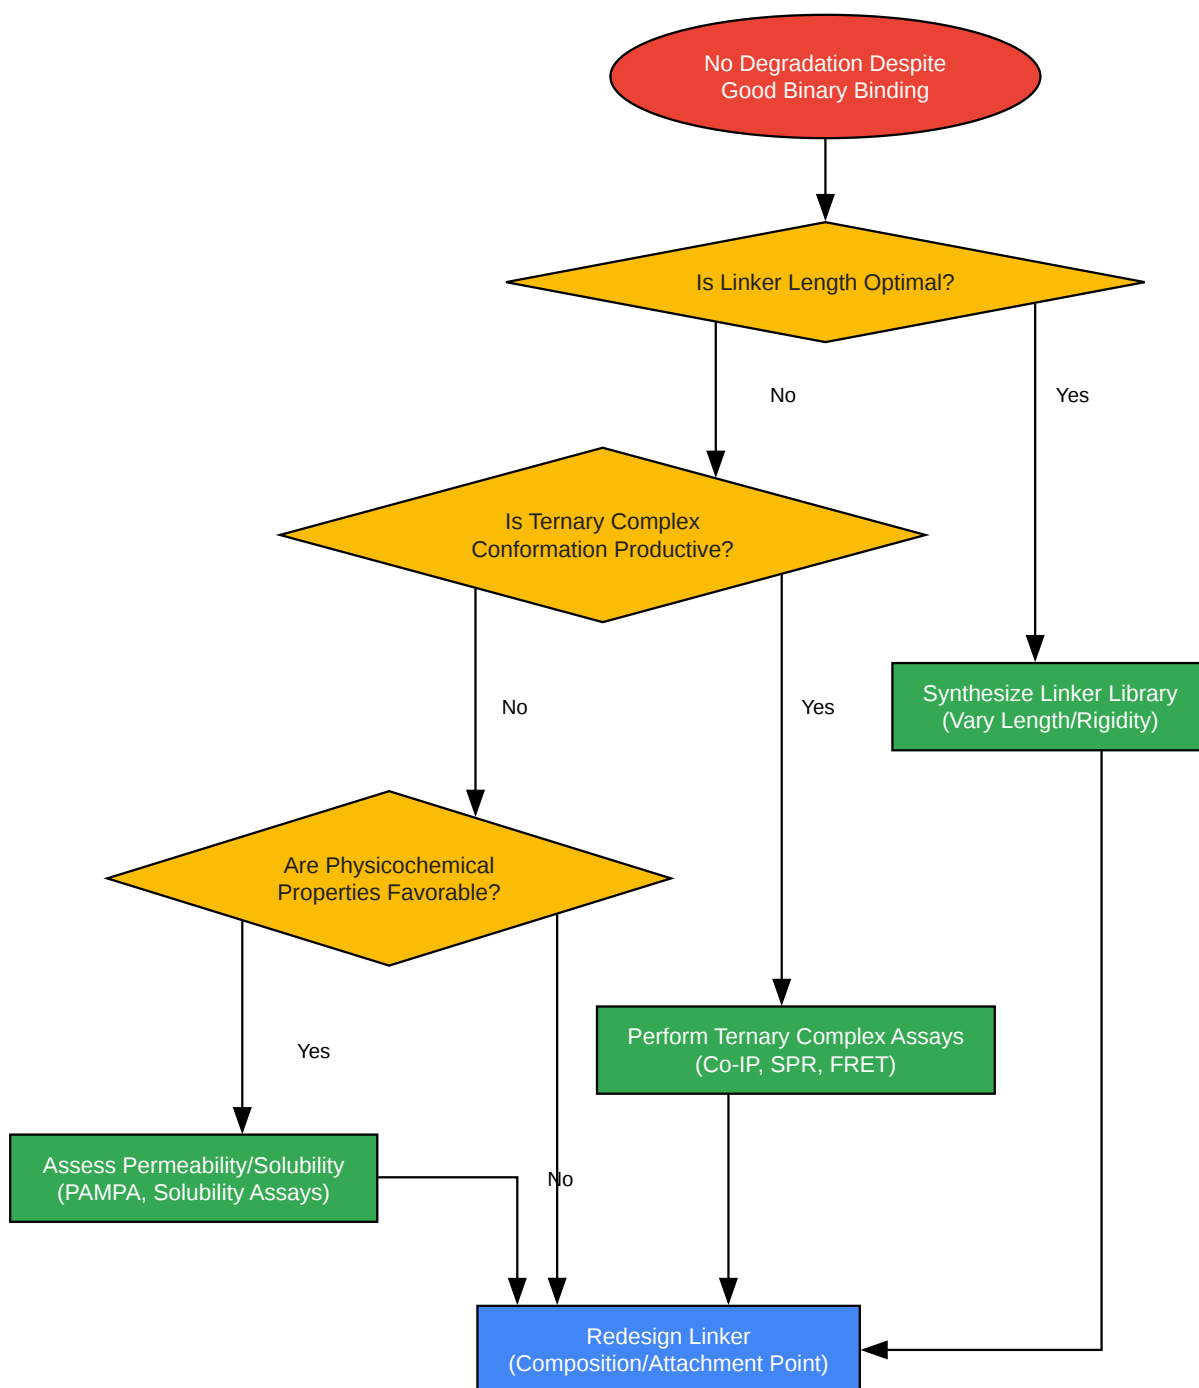 No Degradation Despite
Good Binary Binding
Is Linker Length Optimal?
No
Yes
Is Ternary Complex
Conformation Productive?
No
Yes
Synthesize Linker Library
(Vary Length/Rigidity)
Are Physicochemical
Properties Favorable?
Yes
No
Perform Ternary Complex Assays
(Co-IP, SPR, FRET)
Assess Permeability/Solubility
(PAMPA, Solubility Assays)
Redesign Linker
(Composition/Attachment Point)